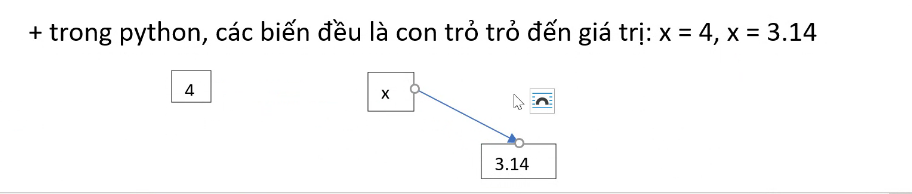 + trong python, các biến đều là con trỏ trỏ đến giá trị: x = 4, x = 3.14
4
x
3.14